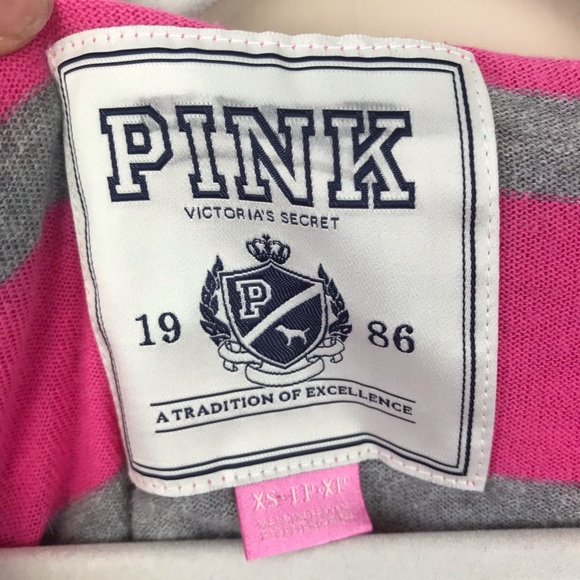 PINK
VICTORIA'S SECRET
P
19 86
A TRADITION OF EXCELLENCE
XS·TP·XP